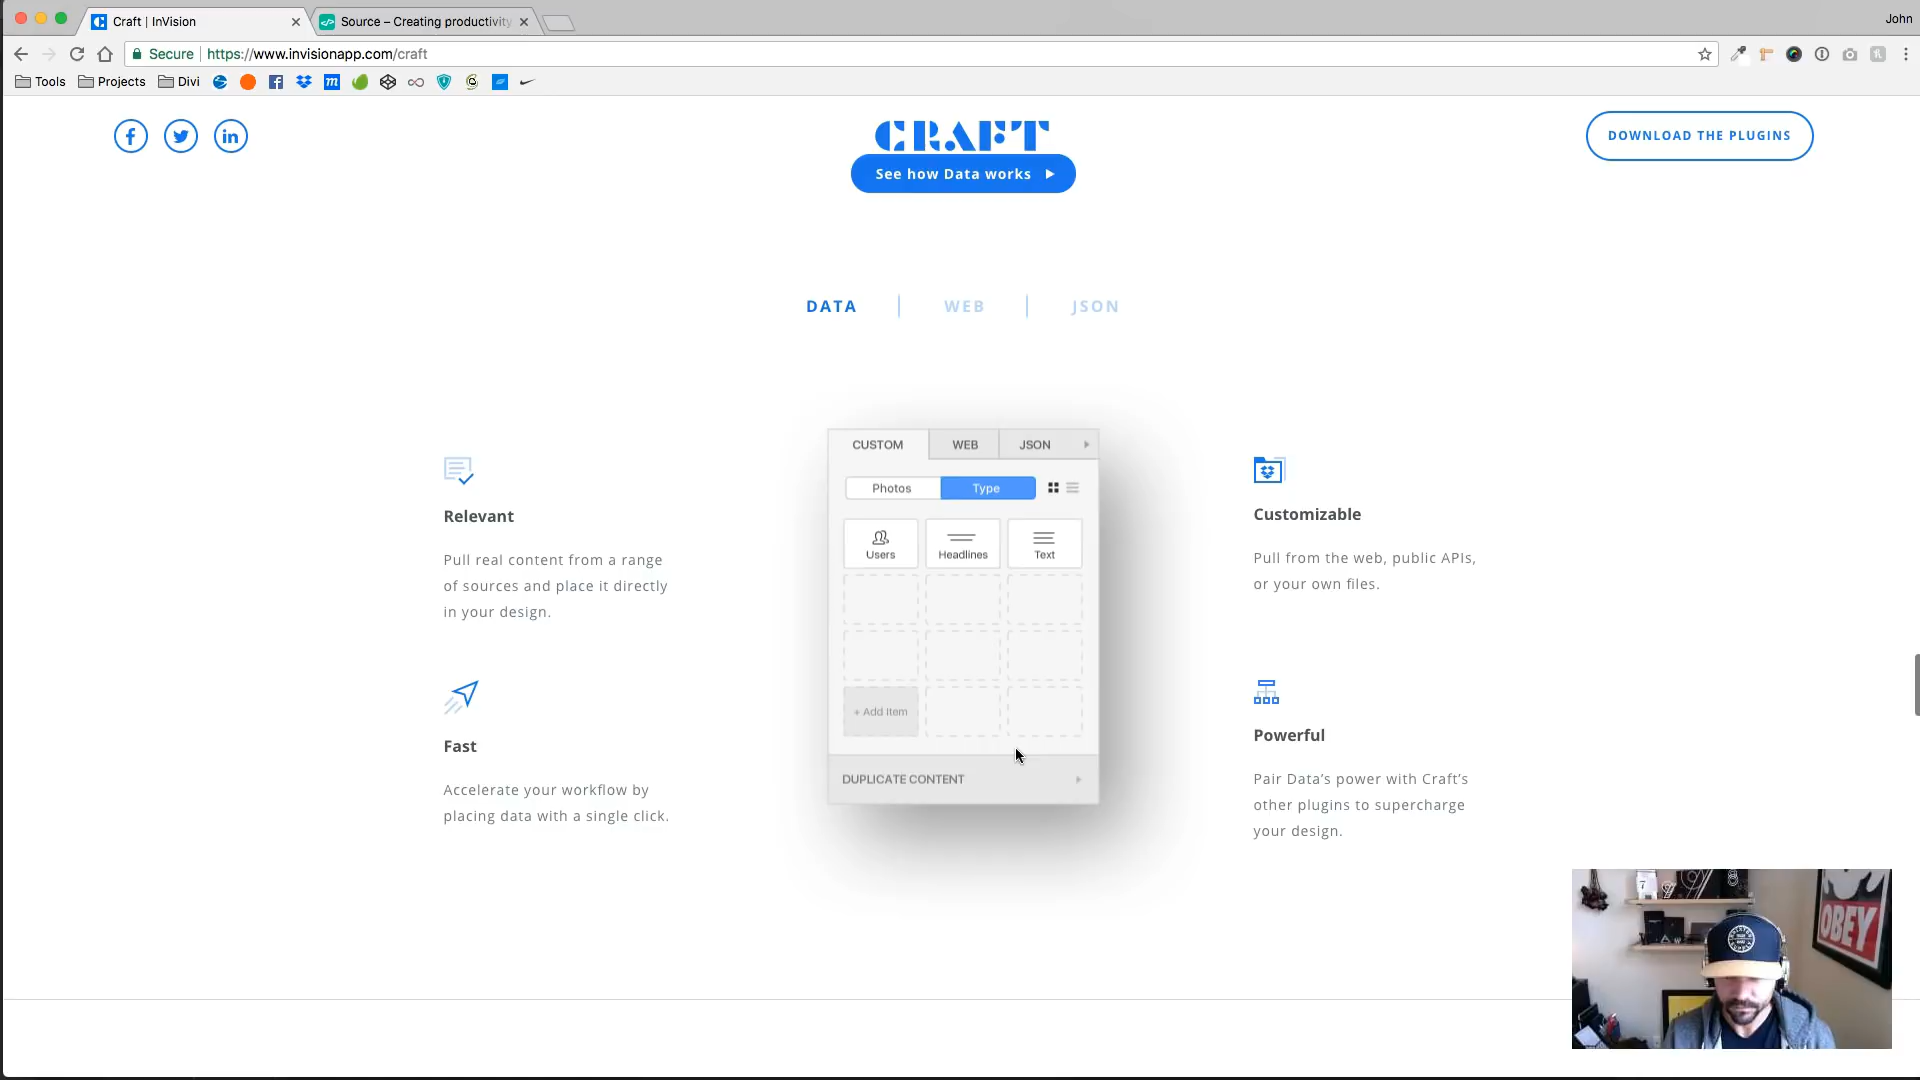 Craft | InVision
Source – Creating productivity
John
Secure
https://www.invisionapp.com/craft
Tools
Projects
Divi
CRAFT
DOWNLOAD THE PLUGINS
See how Data works
DATA
WEB
JSON
CUSTOM
WEB
JSON
Photos
Type
Users
Headlines
Text
+ Add Item
DUPLICATE CONTENT
Relevant
Pull real content from a range
of sources and place it directly
in your design.
Fast
Accelerate your workflow by
placing data with a single click.
Customizable
Pull from the web, public APIs,
or your own files.
Powerful
Pair Data’s power with Craft’s
other plugins to supercharge
your design.
OBEY